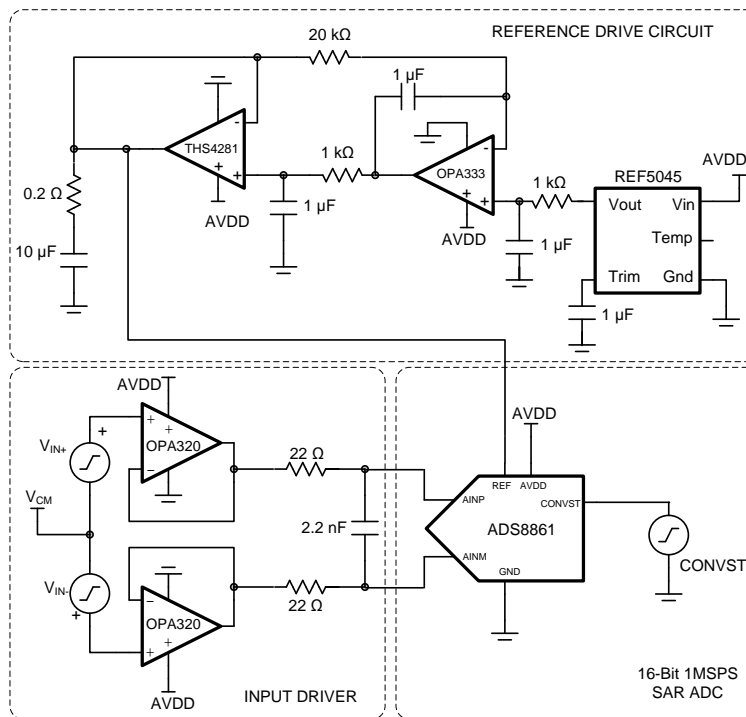 REFERENCE DRIVE CIRCUIT
20 kΩ
1 µF
-
THS4281
+
+
AVDD
1 kΩ
1 µF
-
OPA333
+
+
AVDD
1 kΩ
1 µF
REF5045
AVDD
Vout
Vin
Temp
Trim
Gnd
1 µF
0.2 Ω
10 µF
AVDD
+
VIN+
+
+
OPA320
−
22 Ω
VCM
2.2 nF
VIN-
+
−
OPA320
+
+
22 Ω
AVDD
INPUT DRIVER
AVDD
REF
AVDD
CONVST
AINP
ADS8861
AINM
GND
CONVST
16-Bit 1MSPS
SAR ADC